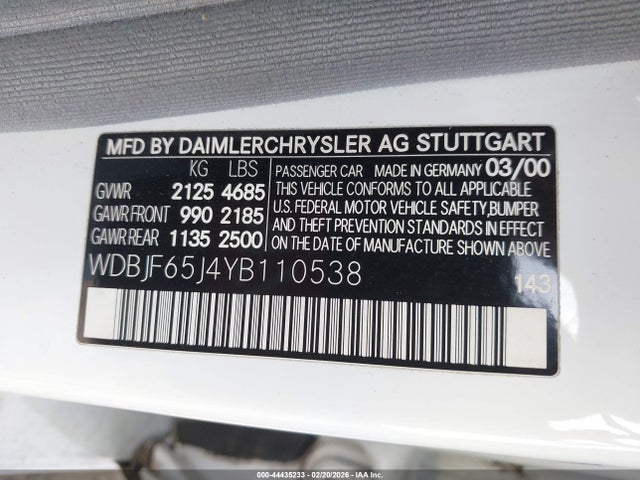 MFD BY DAIMLERCHRYSLER AG STUTTGART
KG LBS
GVWR 2125 4685
GAWR FRONT 990 2185
GAWR REAR 1135 2500
PASSENGER CAR MADE IN GERMANY 03/00
THIS VEHICLE CONFORMS TO ALL APPLICABLE
U.S. FEDERAL MOTOR VEHICLE SAFETY,BUMPER
AND THEFT PREVENTION STANDARDS IN EFFECT
ON THE DATE OF MANUFACTURE SHOWN ABOVE.
WDBJF65J4YB110538
143
000-44435233 - 02/20/2026 - IAA Inc.